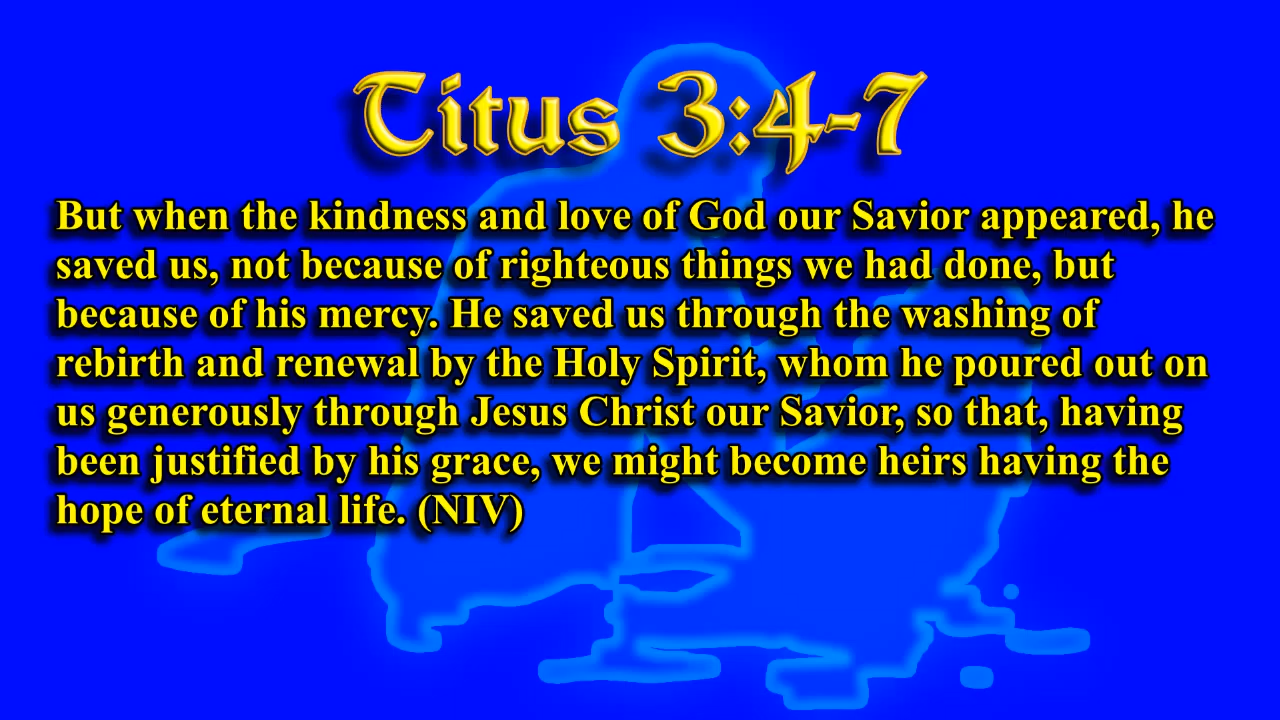 Titus 3:4-7
But when the kindness and love of God our Savior appeared, he
saved us, not because of righteous things we had done, but
because of his mercy. He saved us through the washing of
rebirth and renewal by the Holy Spirit, whom he poured out on
us generously through Jesus Christ our Savior, so that, having
been justified by his grace, we might become heirs having the
hope of eternal life. (NIV)